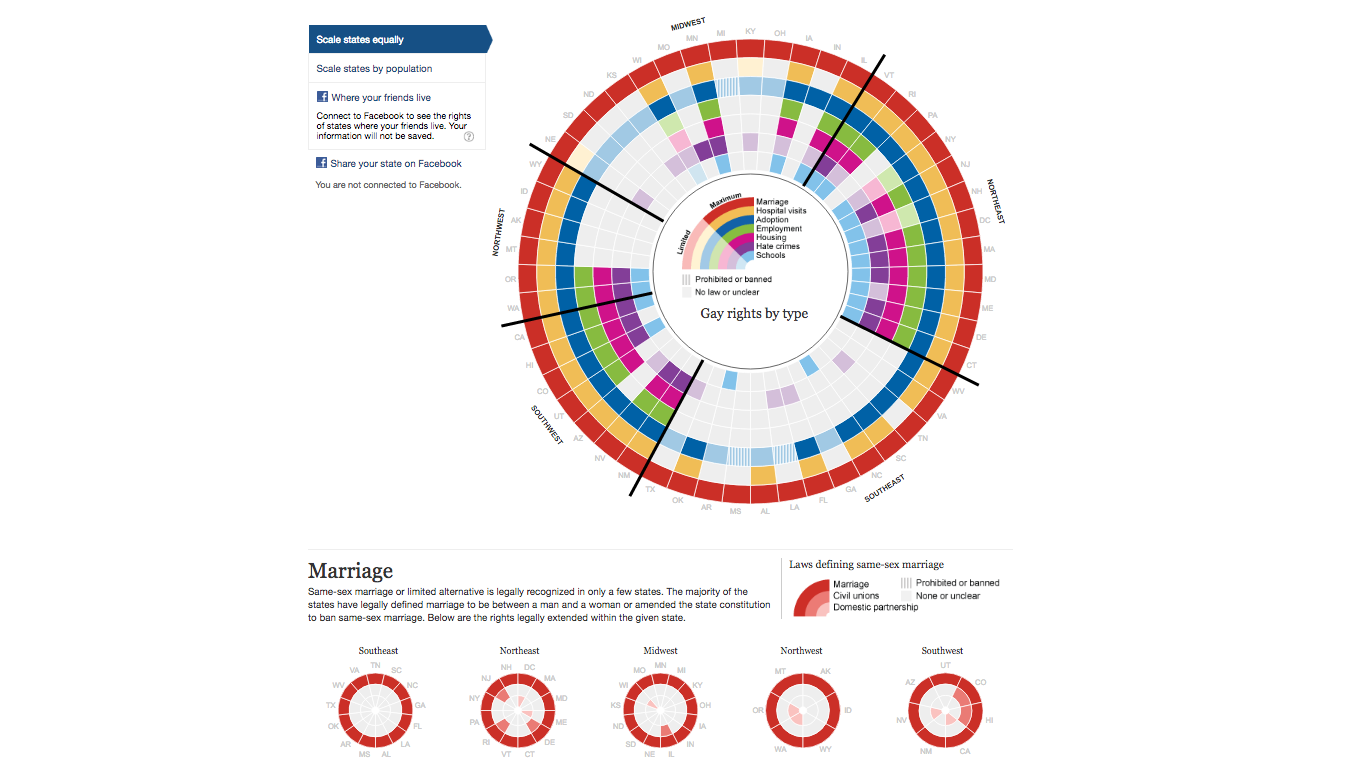 Scale states equally
Scale states by population
Where your friends live
Connect to Facebook to see the rights
of states where your friends live. Your
information will not be saved.
?
Share your state on Facebook
You are not connected to Facebook.
MIDWEST
NE
SD
ND
KS
WI
MO
MN
MI
KY
OH
IA
IN
IL
NORTHEAST
VT
RI
PA
NY
NJ
NH
DC
MA
MD
ME
DE
CT
SOUTHEAST
WV
VA
TN
SC
NC
GA
FL
LA
AL
MS
AR
OK
TX
SOUTHWEST
NM
NV
AZ
UT
CO
HI
CA
NORTHWEST
WA
OR
MT
AK
ID
WY
Maximum
Limited
Marriage
Hospital visits
Adoption
Employment
Housing
Hate crimes
Schools
Prohibited or banned
No law or unclear
Gay rights by type
Marriage
Same-sex marriage or limited alternative is legally recognized in only a few states. The majority of the
states have legally defined marriage to be between a man and a woman or amended the state constitution
to ban same-sex marriage. Below are the rights legally extended within the given state.
Laws defining same-sex marriage
Marriage
Civil unions
Domestic partnership
Prohibited or banned
None or unclear
Southeast
TN
SC
NC
GA
FL
LA
AL
MS
AR
OK
TX
WV
VA
Northeast
NH
DC
MA
MD
ME
DE
CT
VT
RI
PA
NY
NJ
Midwest
MN
MI
KY
OH
IA
IN
IL
NE
SD
ND
KS
WI
MO
Northwest
MT
AK
ID
WY
WA
OR
Southwest
UT
CO
HI
CA
NM
NV
AZ